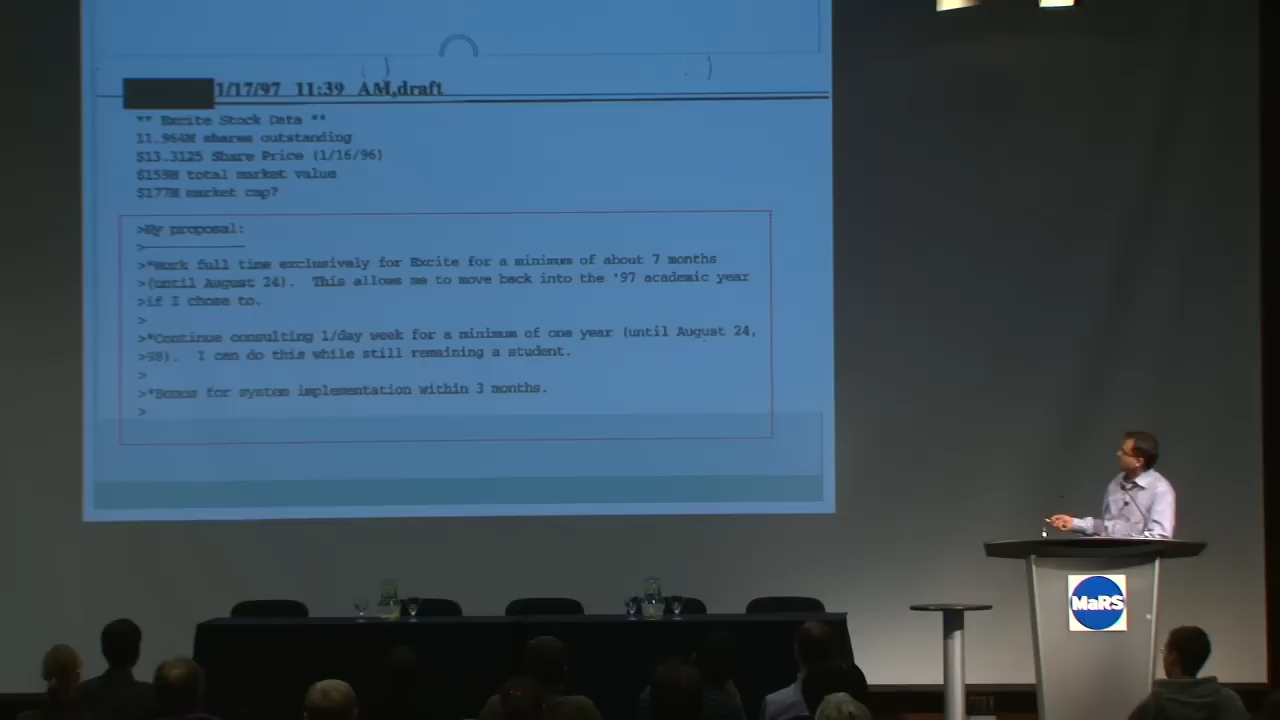 1/17/97 11:39 AM,draft
** Excite Stock Data **
11.964M shares outstanding
$13.3125 Share Price (1/16/96)
$159M total market value
$177M market cap?
>My proposal:
>
>*Work full time exclusively for Excite for a minimum of about 7 months
>(until August 24).  This allows me to move back into the '97 academic year
>if I chose to.
>
>*Continue consulting 1/day week for a minimum of one year (until August 24,
>98).  I can do this while still remaining a student.
>
>*Bonus for system implementation within 3 months.
>
MaRS